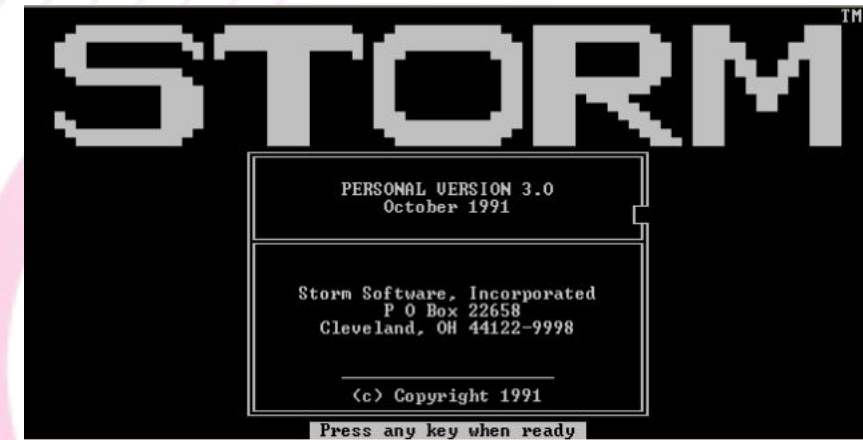 STORM TM
PERSONAL VERSION 3.0
October 1991
Storm Software, Incorporated
P O Box 22658
Cleveland, OH 44122-9998
(c) Copyright 1991
Press any key when ready